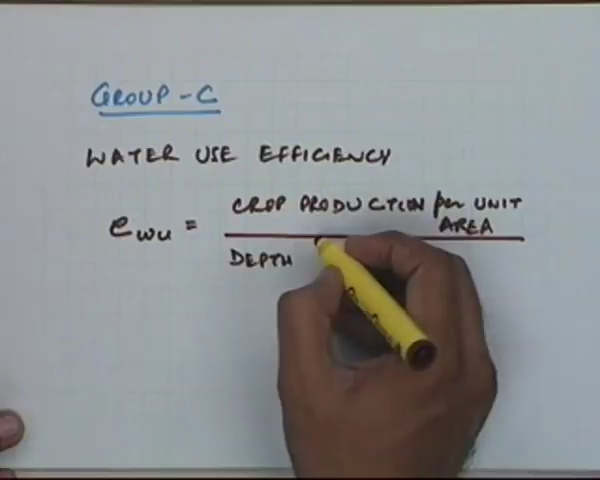 GROUP-C
WATER USE EFFICIENCY
ewu = CROP PRODUCTION per UNIT AREA
DEPTH